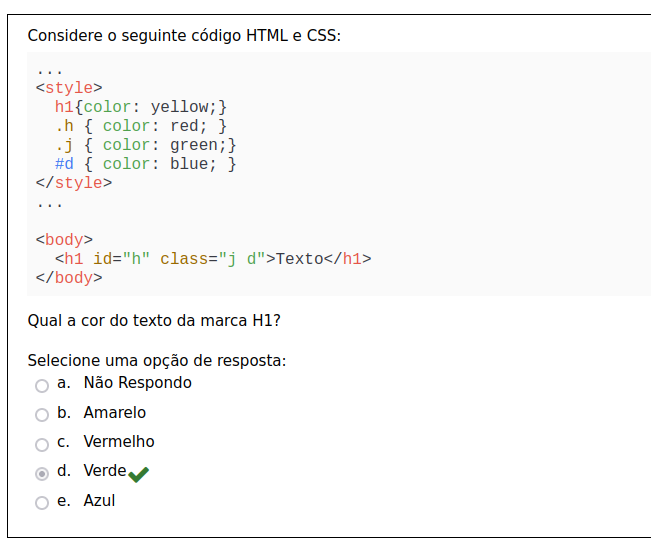 Considere o seguinte código HTML e CSS:
...
<style>
  h1{color: yellow;}
  .h { color: red; }
  .j { color: green;}
  #d { color: blue; }
</style>
...
<body>
  <h1 id="h" class="j d">Texto</h1>
</body>
Qual a cor do texto da marca H1?
Selecione uma opção de resposta:
a. Não Respondo
b. Amarelo
c. Vermelho
d. Verde
e. Azul